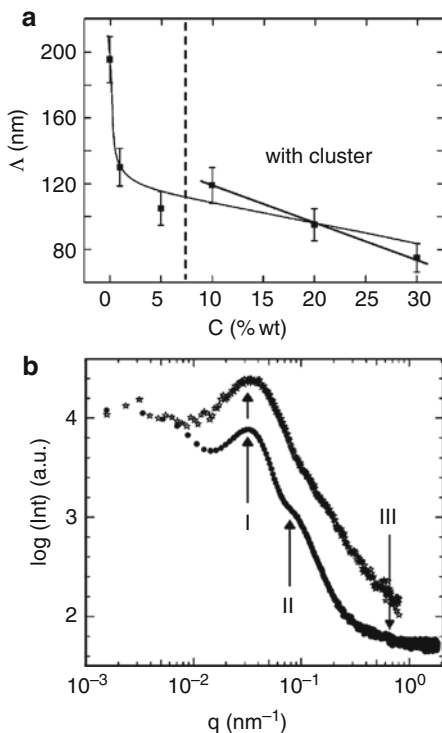 a
Λ (nm)
200
160
120
80
with cluster
0 5 10 15 20 25 30
C (% wt)
b
log (Int) (a.u.)
4
3
2
I
II
III
10⁻³ 10⁻² 10⁻¹ 10⁰
q (nm⁻¹)